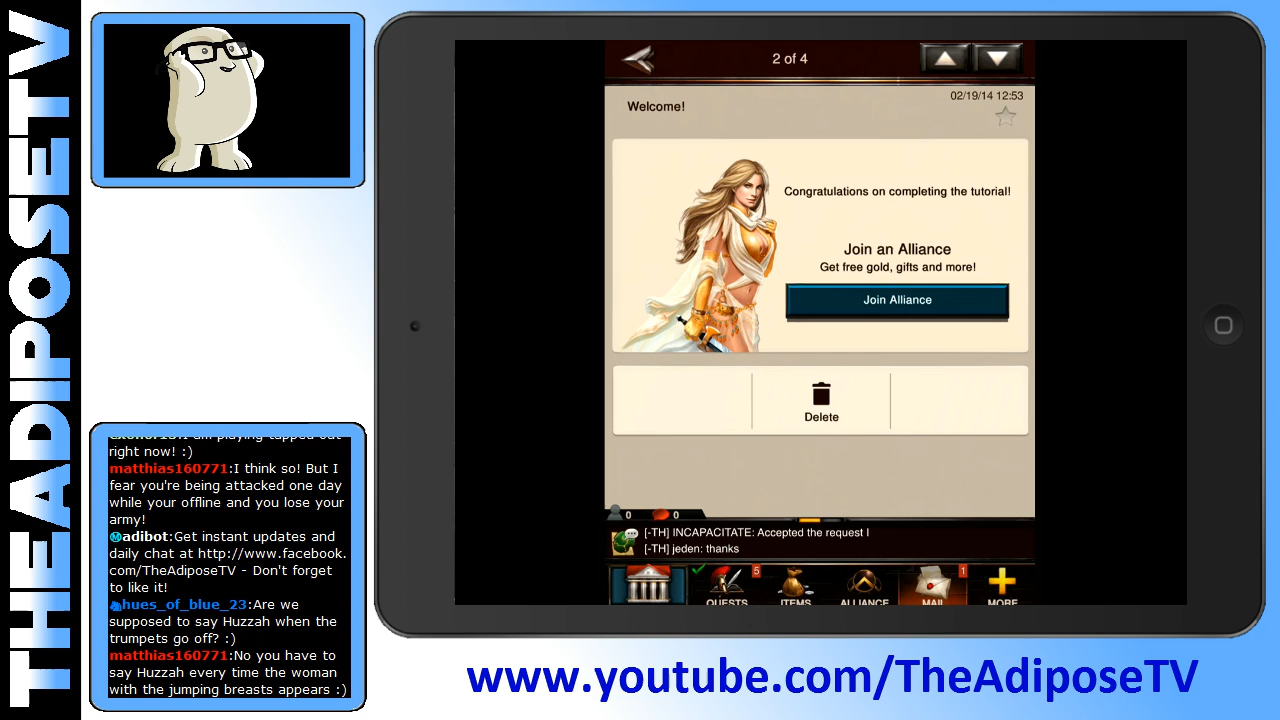 THEADIPOSETV
2 of 4
Welcome!
02/19/14 12:53
Congratulations on completing the tutorial!
Join an Alliance
Get free gold, gifts and more!
Join Alliance
Delete
0
0
[-TH] INCAPACITATE: Accepted the request I
[-TH] jeden: thanks
5
1
QUESTS
ITEMS
ALLIANCE
MAIL
MORE
right now! :)
matthias160771:I think so! But I
fear you're being attacked one day
while your offline and you lose your
army!
adibot:Get instant updates and
daily chat at http://www.facebook.
com/TheAdiposeTV - Don't forget
to like it!
hues_of_blue_23:Are we
supposed to say Huzzah when the
trumpets go off? :)
matthias160771:No you have to
say Huzzah every time the woman
with the jumping breasts appears :)
www.youtube.com/TheAdiposeTV